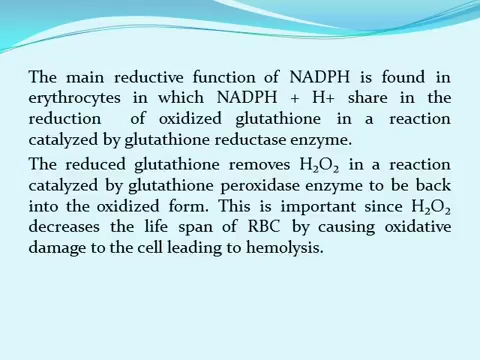 The main reductive function of NADPH is found in
erythrocytes in which NADPH + H+ share in the
reduction of oxidized glutathione in a reaction
catalyzed by glutathione reductase enzyme.
The reduced glutathione removes H₂O₂ in a reaction
catalyzed by glutathione peroxidase enzyme to be back
into the oxidized form. This is important since H₂O₂
decreases the life span of RBC by causing oxidative
damage to the cell leading to hemolysis.